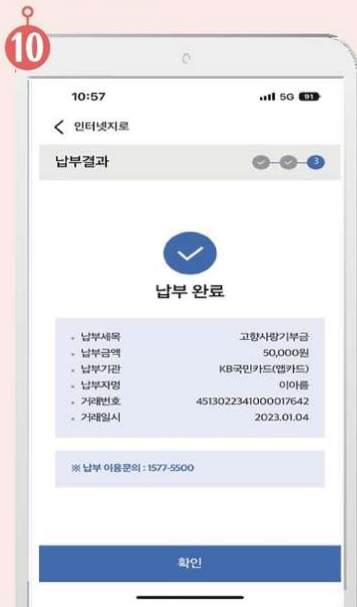 10
10:57 5G 91
인터넷지로
납부결과 3
납부 완료
• 납부세목 고향사랑기부금
• 납부금액 50,000원
• 납부기관 KB국민카드(앱카드)
• 납부자명 이아름
• 거래번호 4513022341000017642
• 거래일시 2023.01.04
※ 납부 이용문의 : 1577-5500
확인